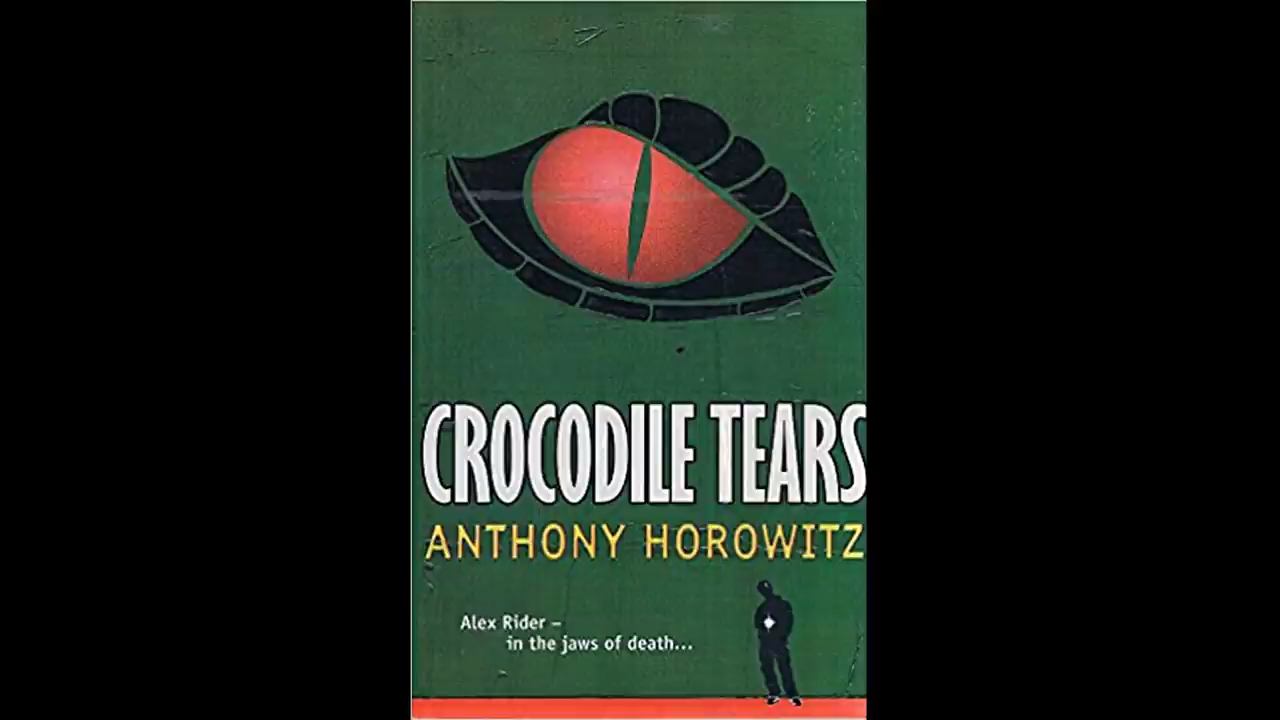 CROCODILE TEARS
ANTHONY HOROWITZ
Alex Rider –
in the jaws of death...